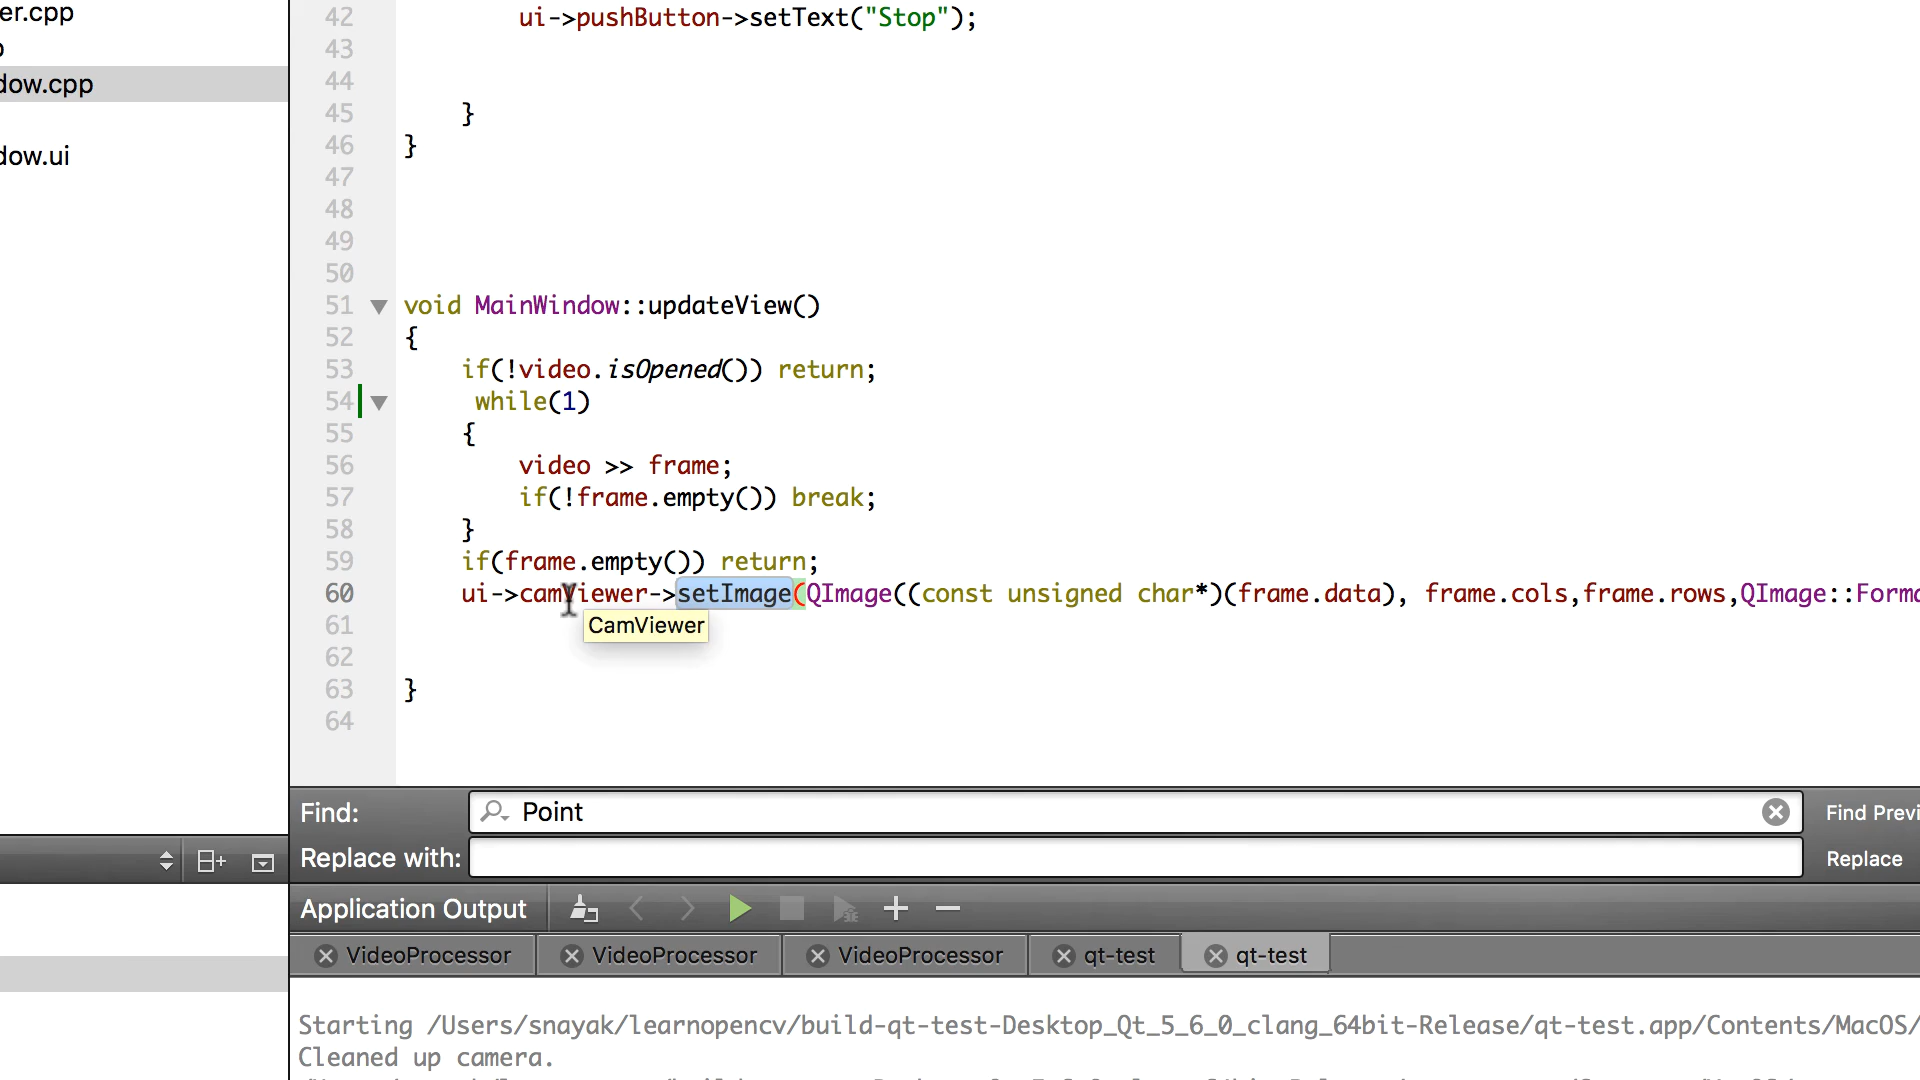 er.cpp
dow.cpp
dow.ui
42 ui->pushButton->setText("Stop");
43
44
45 }
46 }
47
48
49
50
51 void MainWindow::updateView()
52 {
53 if(!video.isOpened()) return;
54 while(1)
55 {
56 video >> frame;
57 if(!frame.empty()) break;
58 }
59 if(frame.empty()) return;
60 ui->camViewer->setImage(QImage((const unsigned char*)(frame.data), frame.cols,frame.rows,QImage::Forma
CamViewer
61
62
63 }
64
Find: Point Find Previ
Replace with: Replace
Application Output
VideoProcessor VideoProcessor VideoProcessor qt-test qt-test
Starting /Users/snayak/learnopencv/build-qt-test-Desktop_Qt_5_6_0_clang_64bit-Release/qt-test.app/Contents/MacOS/
Cleaned up camera.